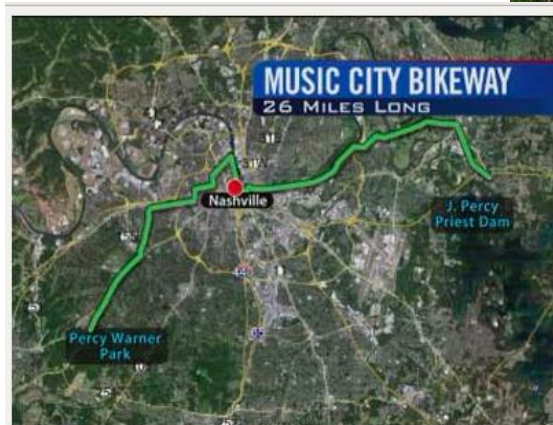 MUSIC CITY BIKEWAY
26 MILES LONG
Nashville
J. Percy
Priest Dam
Percy Warner
Park